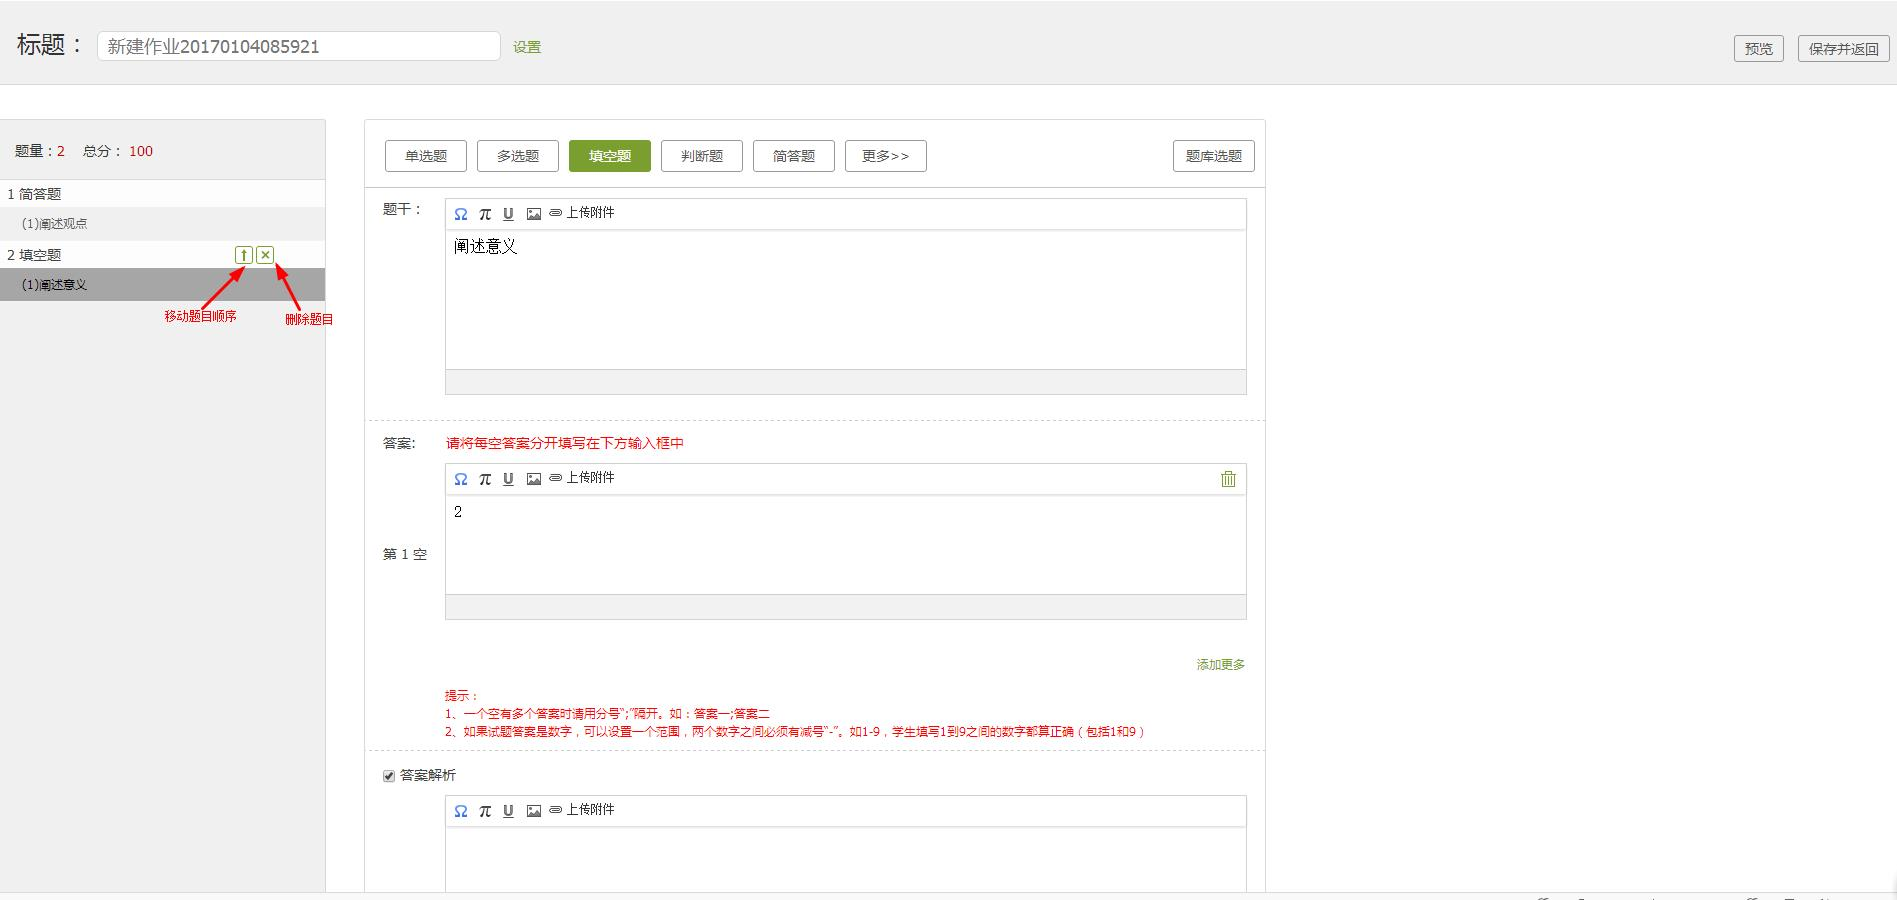 标题： 新建作业20170104085921 设置 预览 保存并返回
题量：2 总分： 100
1 简答题
(1)阐述观点
2 填空题
(1)阐述意义
移动题目顺序 删除题目
单选题 多选题 填空题 判断题 简答题 更多>> 题库选题
题干： Ω π U 上传附件
阐述意义
答案: 请将每空答案分开填写在下方输入框中
Ω π U 上传附件
2
第 1 空
添加更多
提示：
1、一个空有多个答案时请用分号“;”隔开。如：答案一;答案二
2、如果试题答案是数字，可以设置一个范围，两个数字之间必须有减号“-”。如1-9，学生填写1到9之间的数字都算正确（包括1和9）
答案解析
Ω π U 上传附件